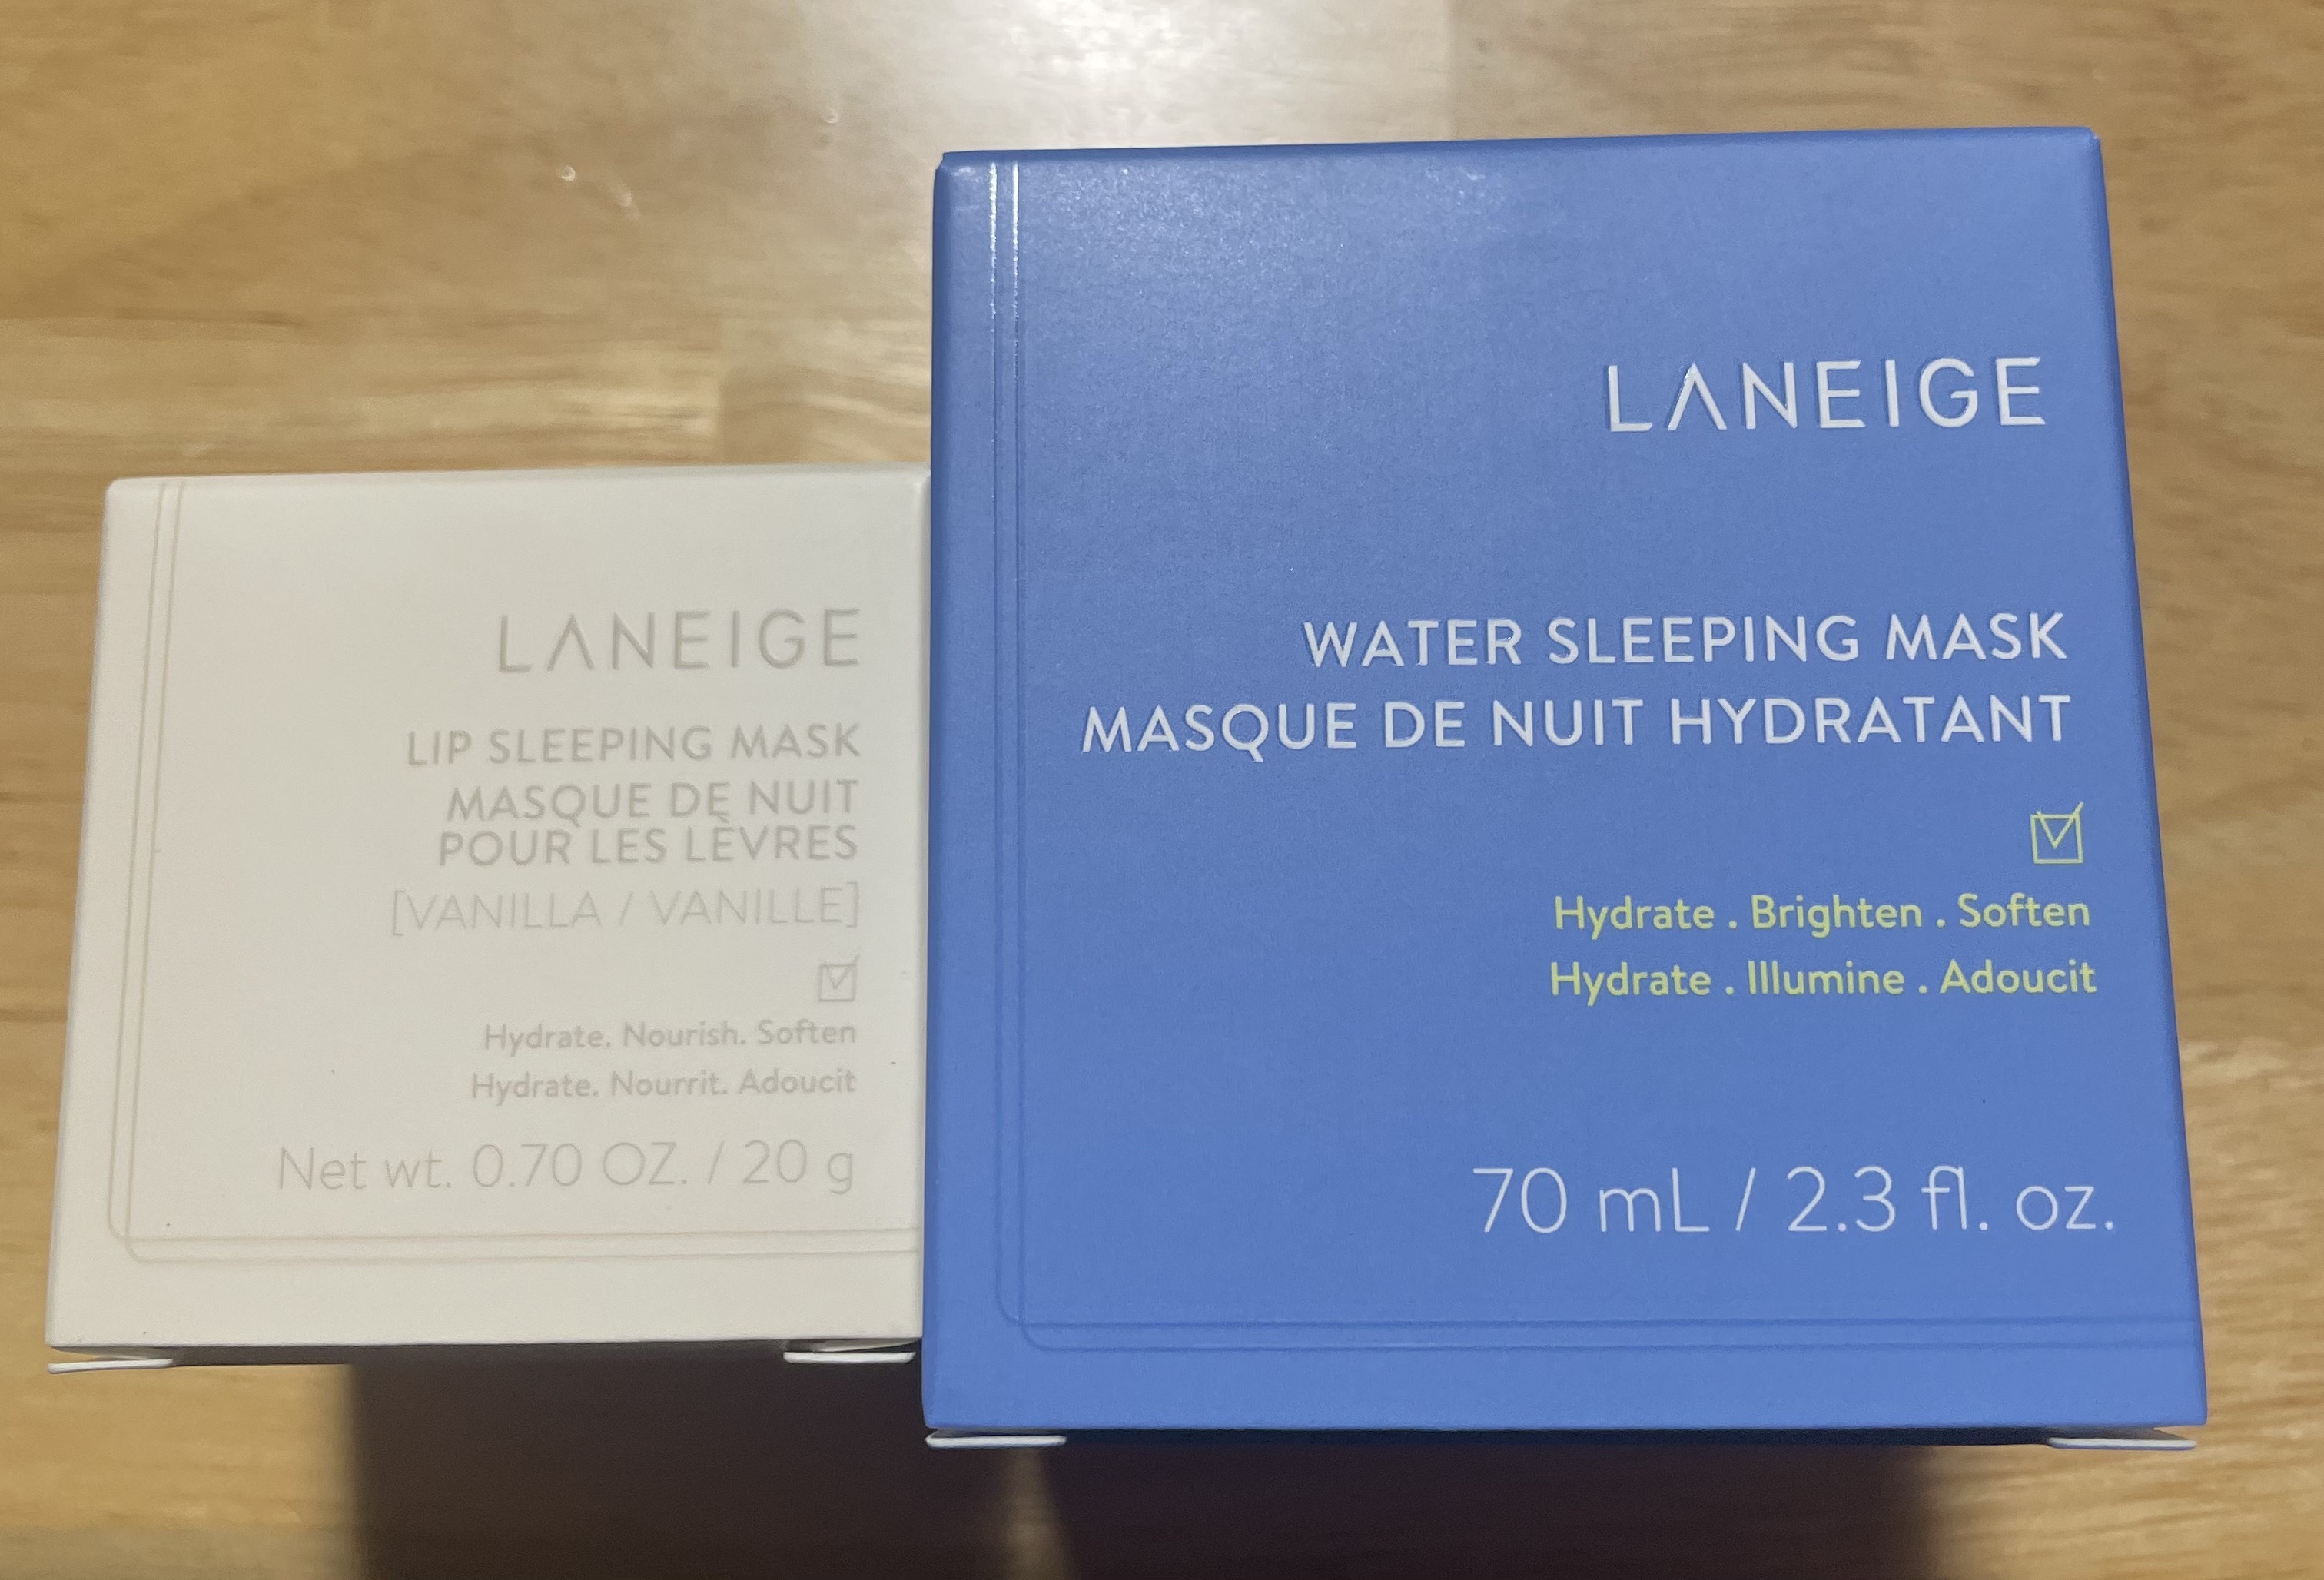 LANEIGE
LIP SLEEPING MASK
MASQUE DE NUIT
POUR LES LÈVRES
[VANILLA / VANILLE]
Hydrate. Nourish. Soften
Hydrate. Nourrit. Adoucit
Net wt. 0.70 OZ. / 20 g
LANEIGE
WATER SLEEPING MASK
MASQUE DE NUIT HYDRATANT
Hydrate . Brighten . Soften
Hydrate . Illumine . Adoucit
70 mL / 2.3 fl. oz.